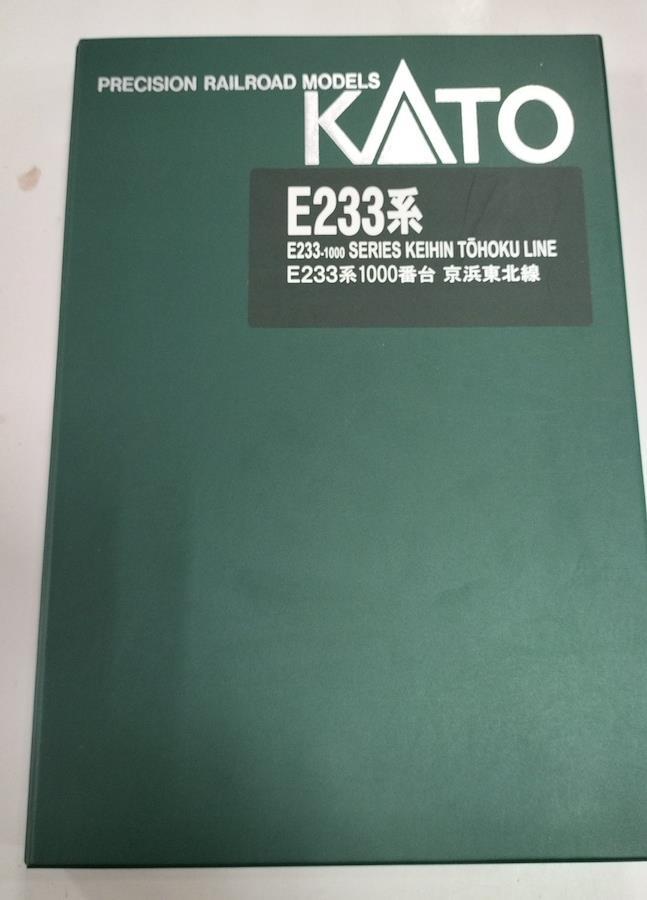 PRECISION RAILROAD MODELS
KATO
E233系
E233-1000 SERIES KEIHIN TŌHOKU LINE
E233系1000番台 京浜東北線